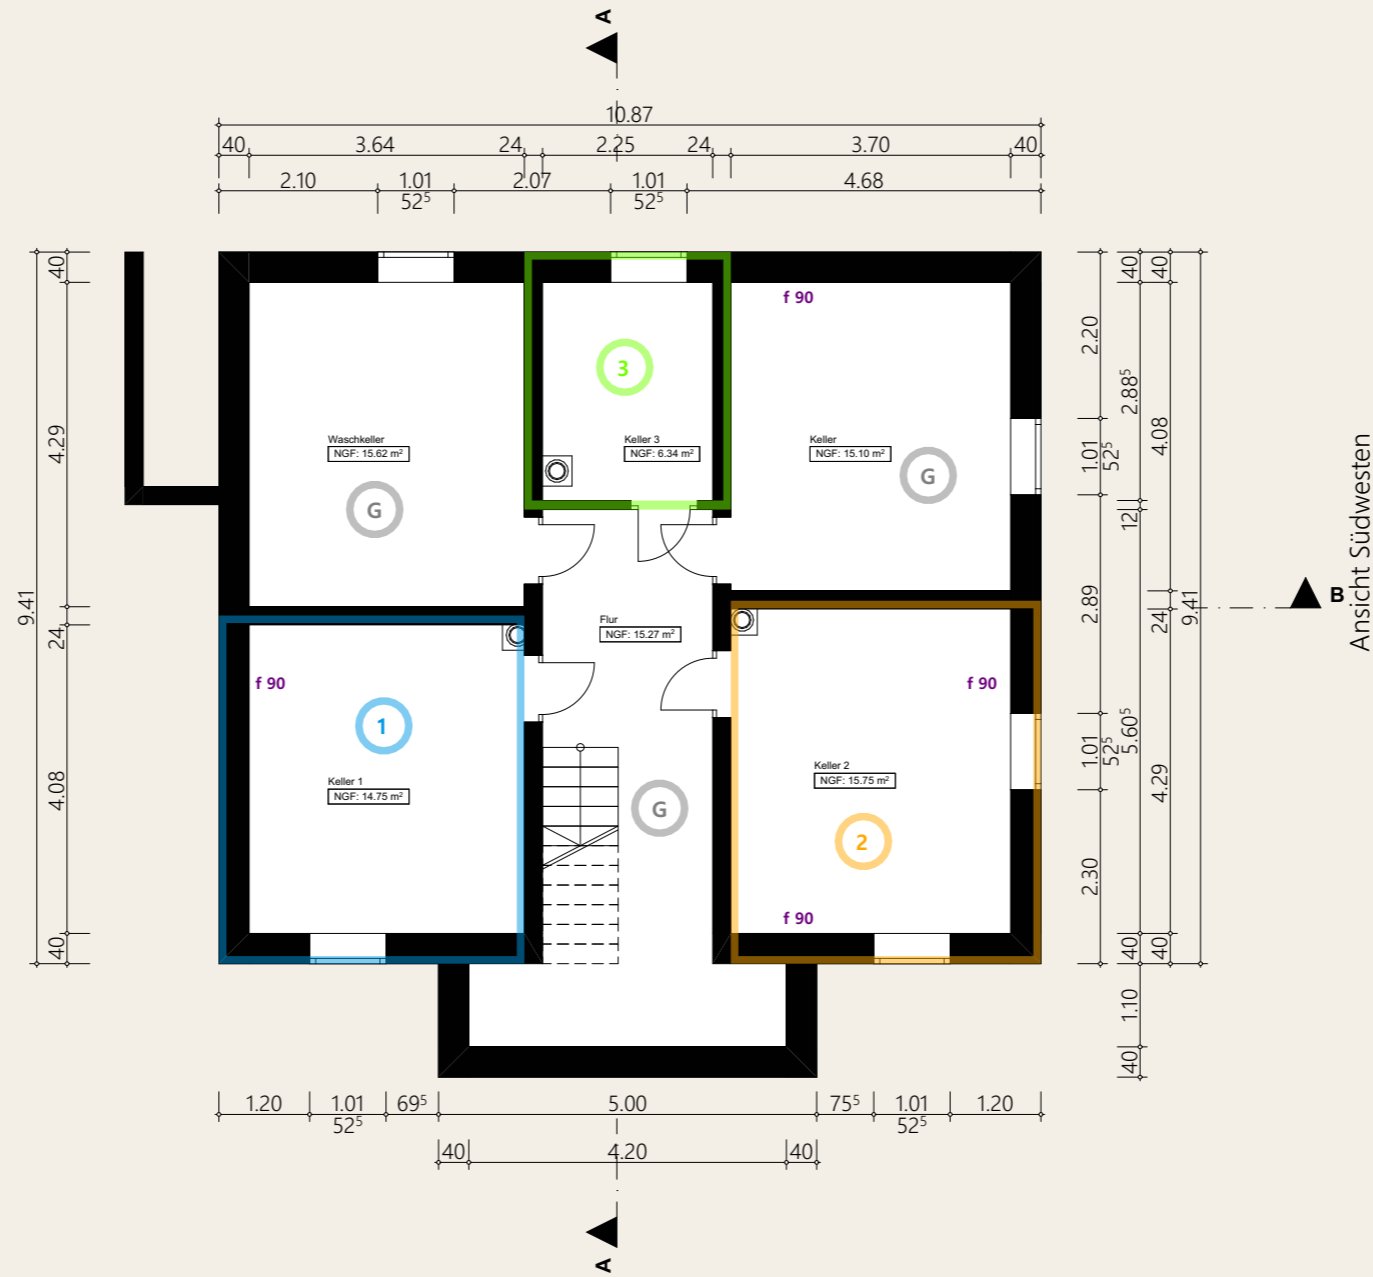 A
10.87
40 3.64 24 2.25 24 3.70 40
2.10 1.01 2.07 1.01 4.68
52⁵ 52⁵
40
4.29
24
4.08
40
9.41
f 90
3
Waschkeller
NGF: 15.62 m²
G
Keller 3
NGF: 6.34 m²
Keller
NGF: 15.10 m²
G
Flur
NGF: 15.27 m²
f 90
1
Keller 1
NGF: 14.75 m²
G
f 90
Keller 2
NGF: 15.75 m²
2
f 90
2.20
1.01
52⁵
2.89
1.01
52⁵
2.30
40
2.88⁵
12
5.60⁵
40
1.10
40
40
4.08
24
4.29
40
9.41
B
Ansicht Südwesten
1.20 1.01 69⁵ 5.00 75⁵ 1.01 1.20
52⁵ 52⁵
40 4.20 40
A